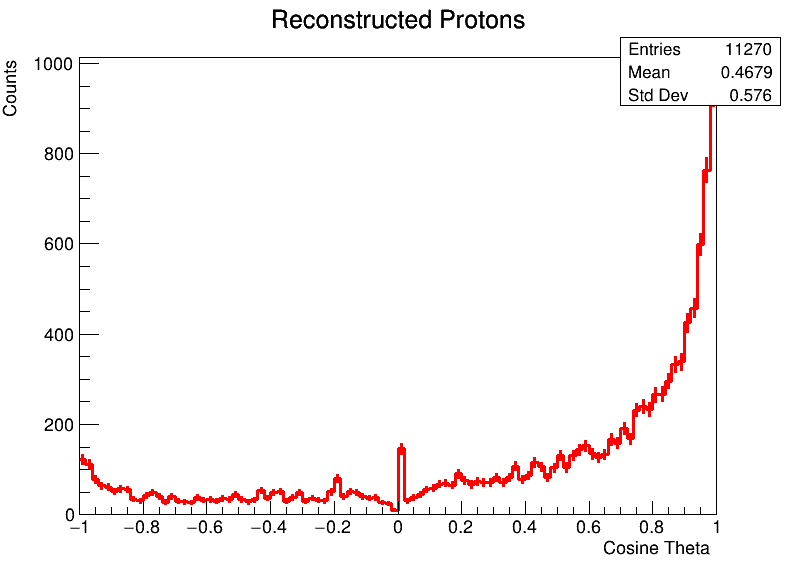 Reconstructed Protons
Entries 11270
Mean 0.4679
Std Dev 0.576
Counts
1000
800
600
400
200
0
−1 −0.8 −0.6 −0.4 −0.2 0 0.2 0.4 0.6 0.8 1
Cosine Theta